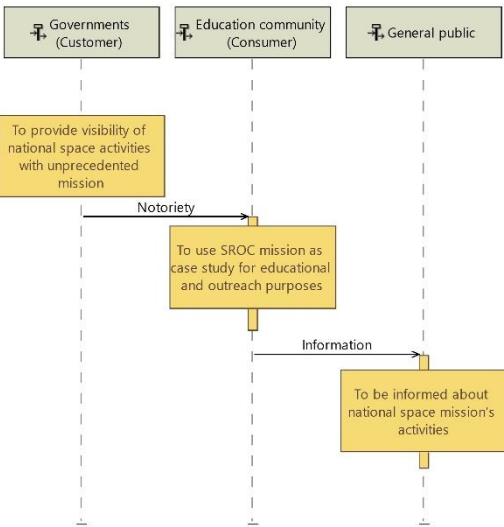 Governments
(Customer)
Education community
(Consumer)
General public
To provide visibility of
national space activities
with unprecedented
mission
Notoriety
To use SROC mission as
case study for educational
and outreach purposes
Information
To be informed about
national space mission's
activities